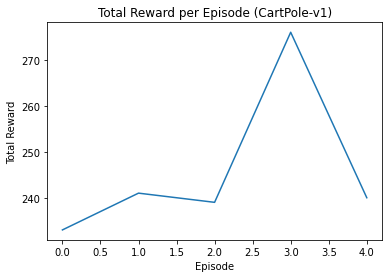 Total Reward per Episode (CartPole-v1)
270
260
250
240
Total Reward
0.0 0.5 1.0 1.5 2.0 2.5 3.0 3.5 4.0
Episode